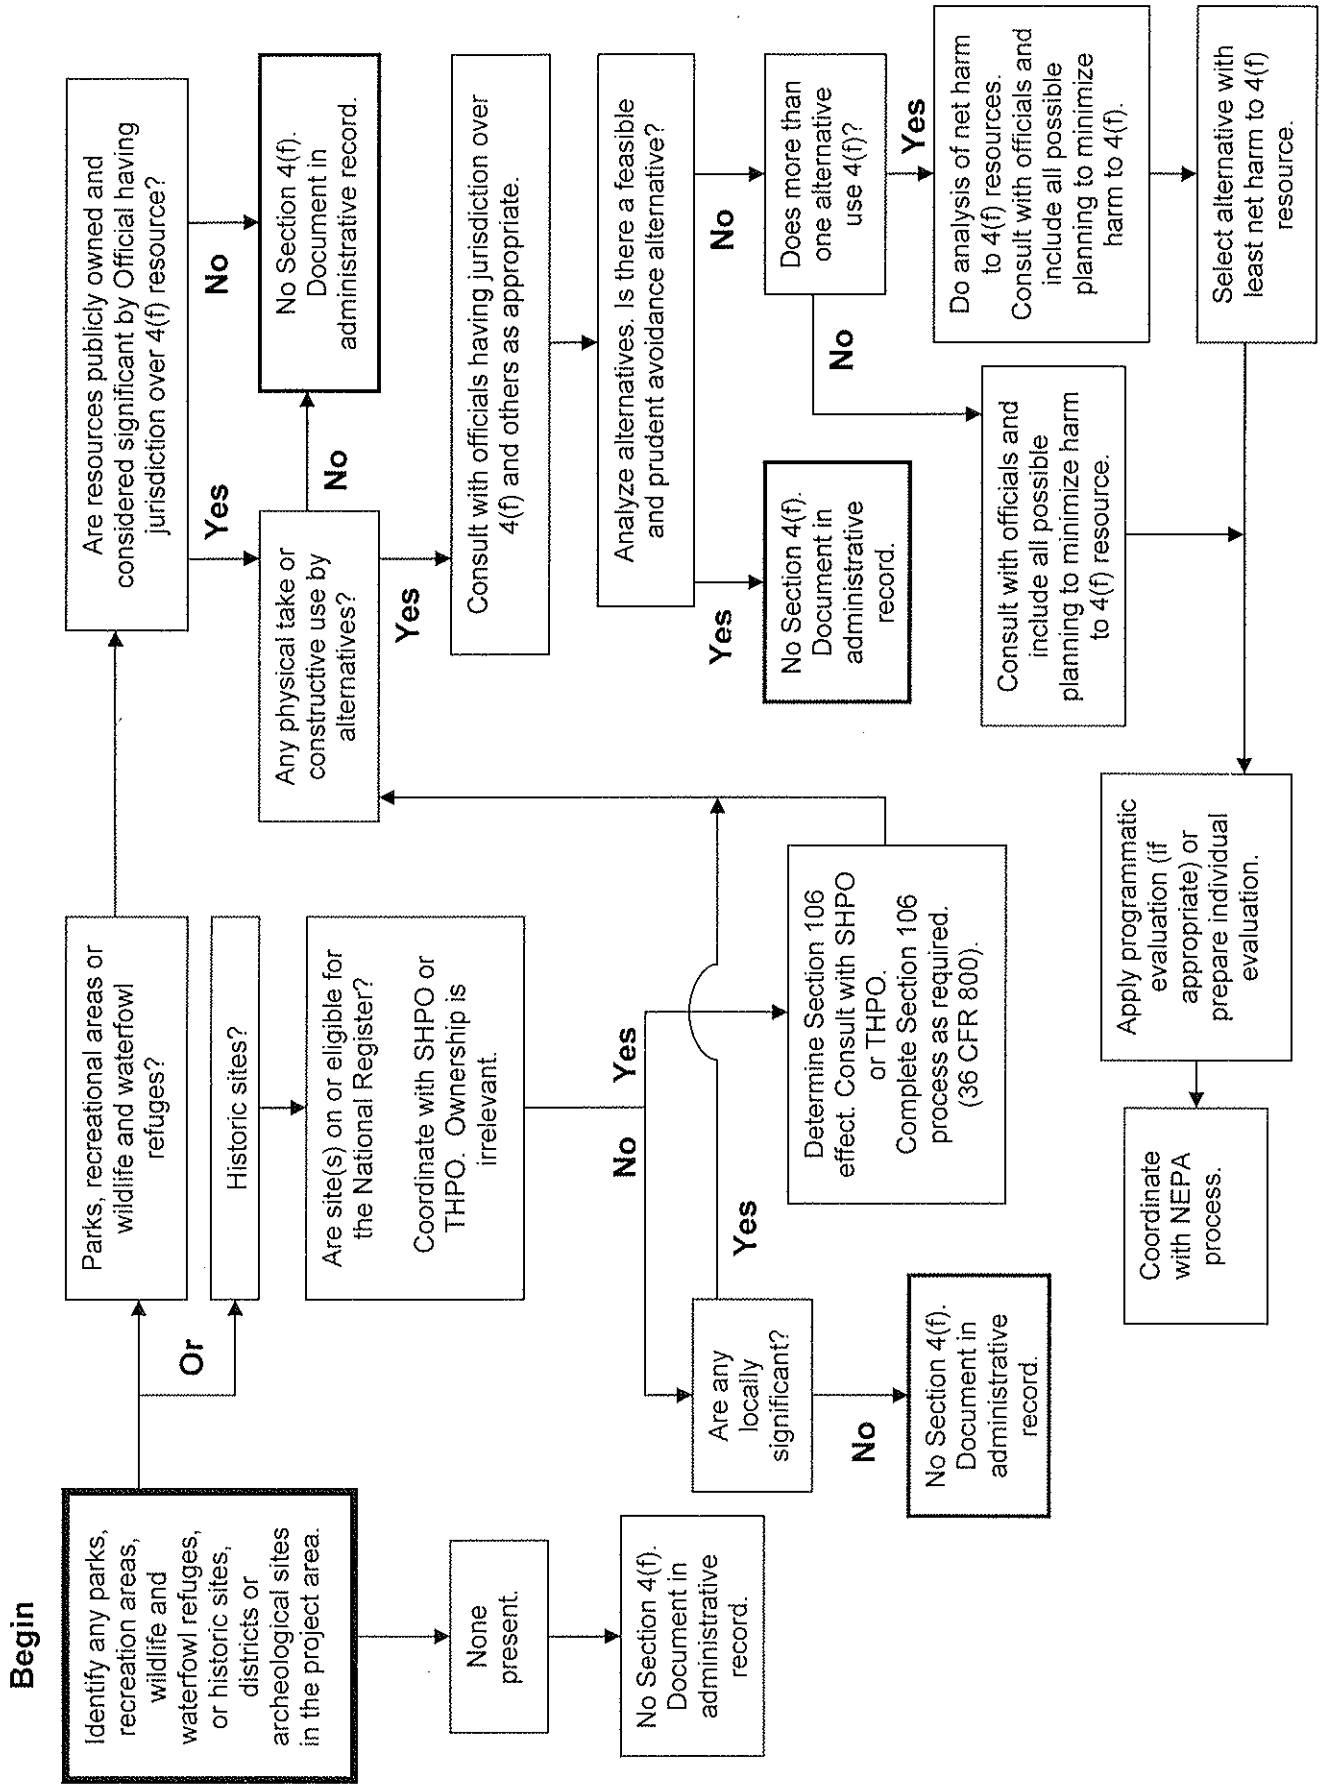 Begin
Identify any parks,
recreation areas,
wildlife and
waterfowl refuges,
or historic sites,
districts or
archeological sites
in the project area.
None
present.
No Section 4(f).
Document in
administrative
record.
Or
Parks, recreational areas or
wildlife and waterfowl
refuges?
Historic sites?
Are site(s) on or eligible for
the National Register?
Coordinate with SHPO or
THPO. Ownership is
irrelevant.
No
Yes
Are any
locally
significant?
Yes
No
No Section 4(f).
Document in
administrative
record.
Determine Section 106
effect. Consult with SHPO
or THPO.
Complete Section 106
process as required.
(36 CFR 800).
Are resources publicly owned and
considered significant by Official having
jurisdiction over 4(f) resource?
Yes
No
Any physical take or
constructive use by
alternatives?
No
No Section 4(f).
Document in
administrative record.
Yes
Consult with officials having jurisdiction over
4(f) and others as appropriate.
Analyze alternatives. Is there a feasible
and prudent avoidance alternative?
Yes
No
No Section 4(f).
Document in
administrative
record.
Does more than
one alternative
use 4(f)?
No
Yes
Consult with officials and
include all possible
planning to minimize harm
to 4(f) resource.
Do analysis of net harm
to 4(f) resources.
Consult with officials and
include all possible
planning to minimize
harm to 4(f).
Select alternative with
least net harm to 4(f)
resource.
Apply programmatic
evaluation (if
appropriate) or
prepare individual
evaluation.
Coordinate
with NEPA
process.